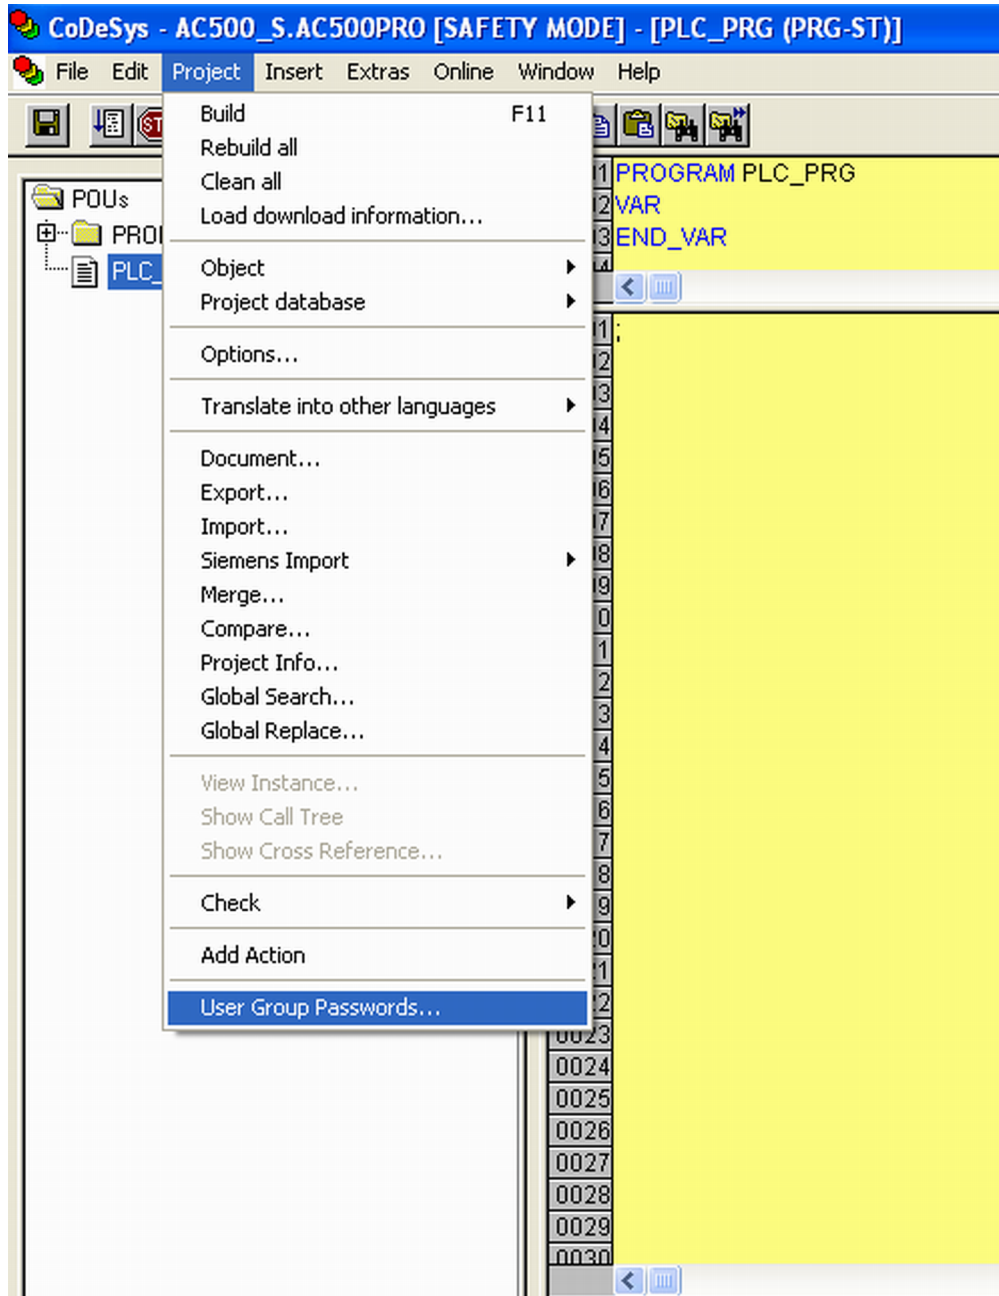 CoDeSys - AC500_S.AC500PRO [SAFETY MODE] - [PLC_PRG (PRG-ST)]
File Edit Project Insert Extras Online Window Help
Build F11
Rebuild all
Clean all
Load download information...
Object
Project database
Options...
Translate into other languages
Document...
Export...
Import...
Siemens Import
Merge...
Compare...
Project Info...
Global Search...
Global Replace...
View Instance...
Show Call Tree
Show Cross Reference...
Check
Add Action
User Group Passwords...
POUs
PLC_
PROGRAM PLC_PRG
VAR
END_VAR
;
0023
0024
0025
0026
0027
0028
0029
0030